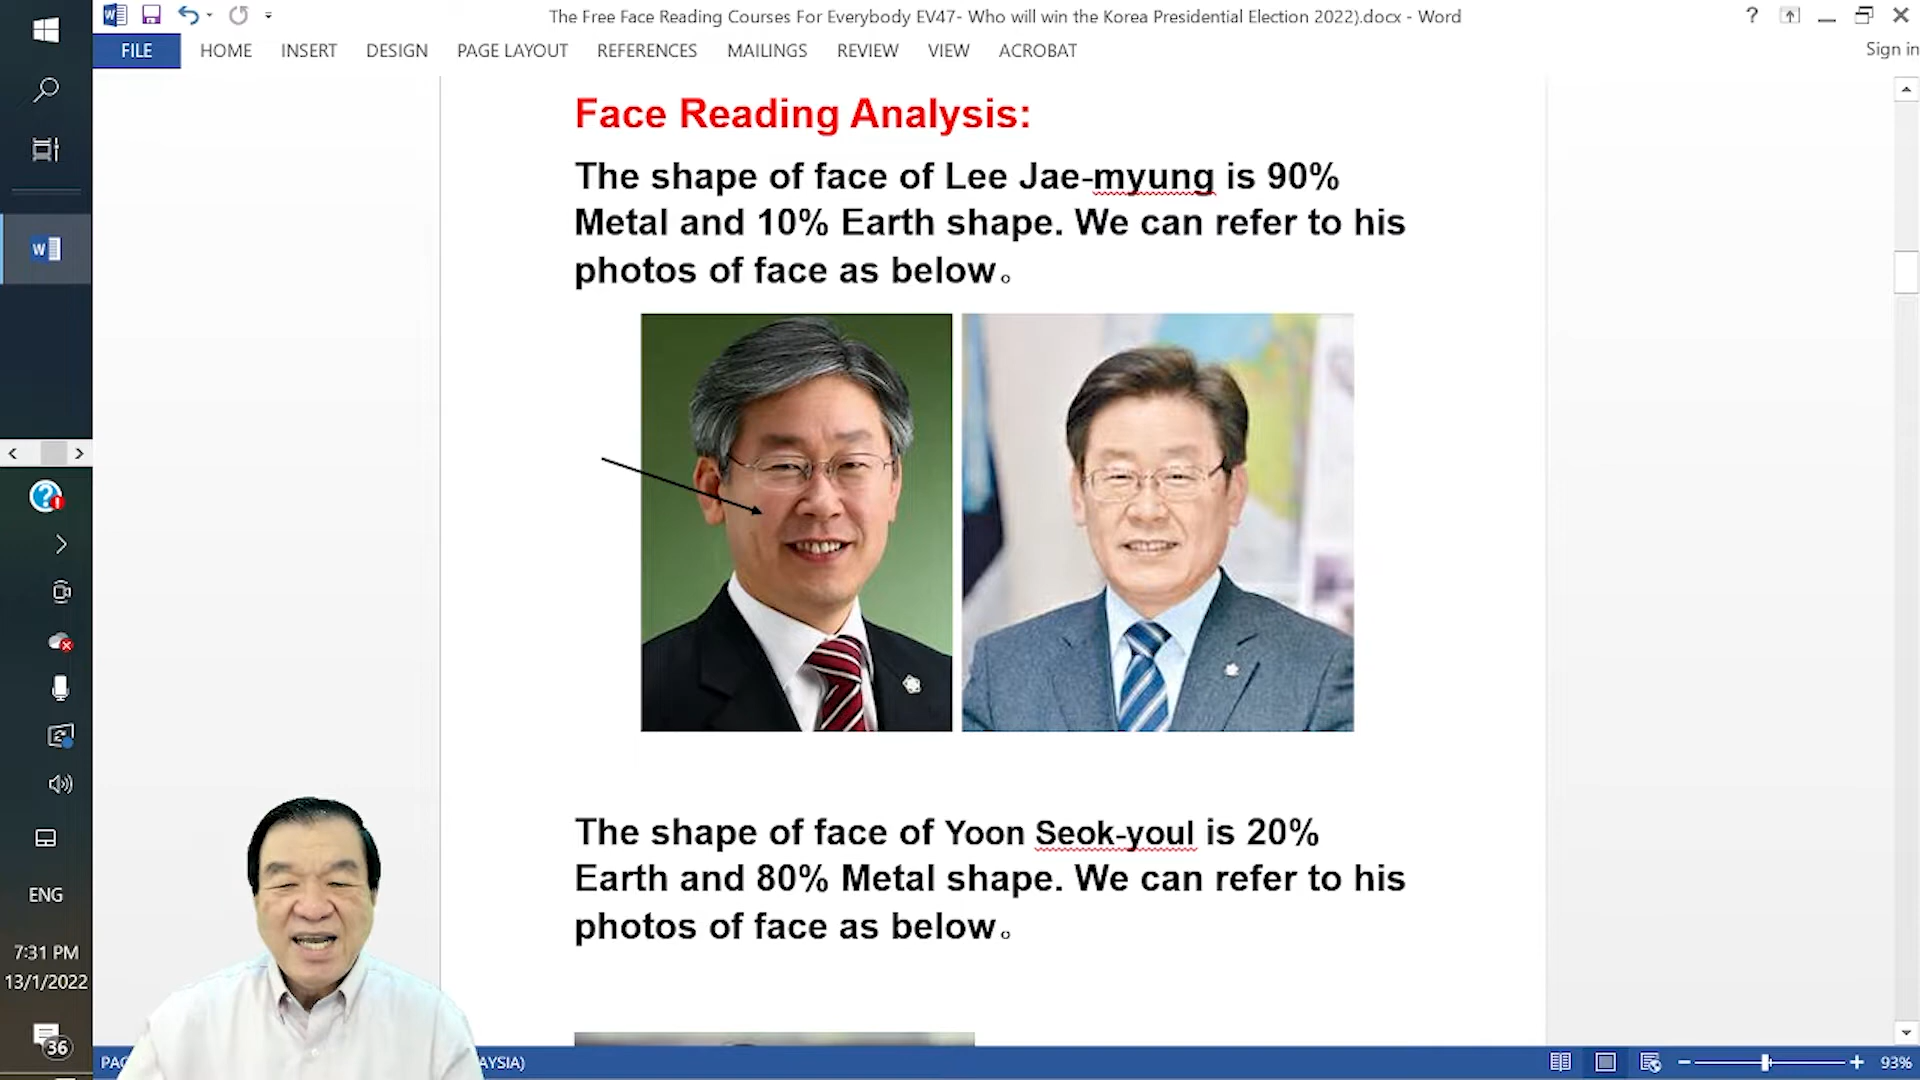 The Free Face Reading Courses For Everybody EV47- Who will win the Korea Presidential Election 2022).docx - Word
FILE HOME INSERT DESIGN PAGE LAYOUT REFERENCES MAILINGS REVIEW VIEW ACROBAT
Sign in
Face Reading Analysis:
The shape of face of Lee Jae-myung is 90%
Metal and 10% Earth shape. We can refer to his
photos of face as below。
The shape of face of Yoon Seok-youl is 20%
Earth and 80% Metal shape. We can refer to his
photos of face as below。
ENG
7:31 PM
13/1/2022
36
PAG
AYSIA)
93%